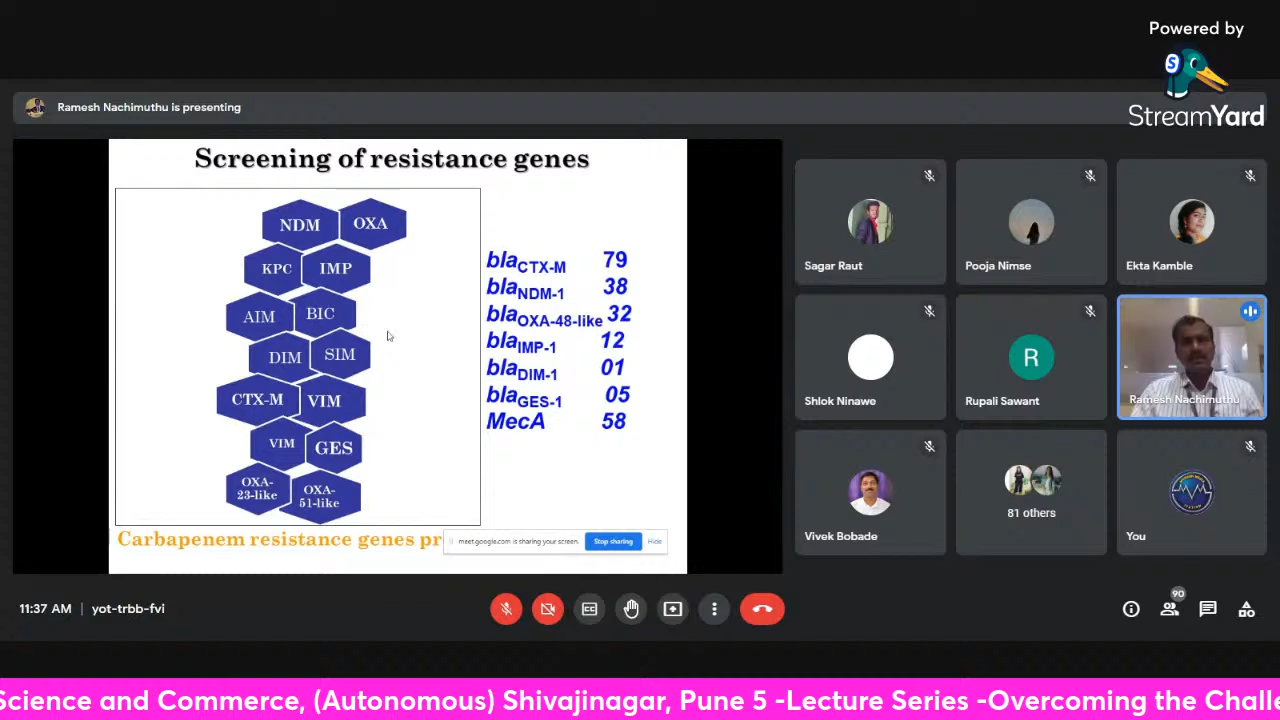 Powered by
StreamYard
Ramesh Nachimuthu is presenting
Screening of resistance genes
NDM OXA
KPC IMP
AIM BIC
DIM SIM
CTX-M VIM
VIM GES
OXA-
23-like
OXA-
51-like
blaCTX-M 79
blaNDM-1 38
blaOXA-48-like 32
blaIMP-1 12
blaDIM-1 01
blaGES-1 05
MecA 58
Carbapenem resistance genes pr
meet.google.com is sharing your screen.
Stop sharing
Hide
Sagar Raut
Pooja Nimse
Ekta Kamble
Shlok Ninawe
R
Rupali Sawant
Ramesh Nachimuthu
Vivek Bobade
81 others
You
11:37 AM | yot-trbb-fvi
90
Science and Commerce, (Autonomous) Shivajinagar, Pune 5 -Lecture Series -Overcoming the Challe